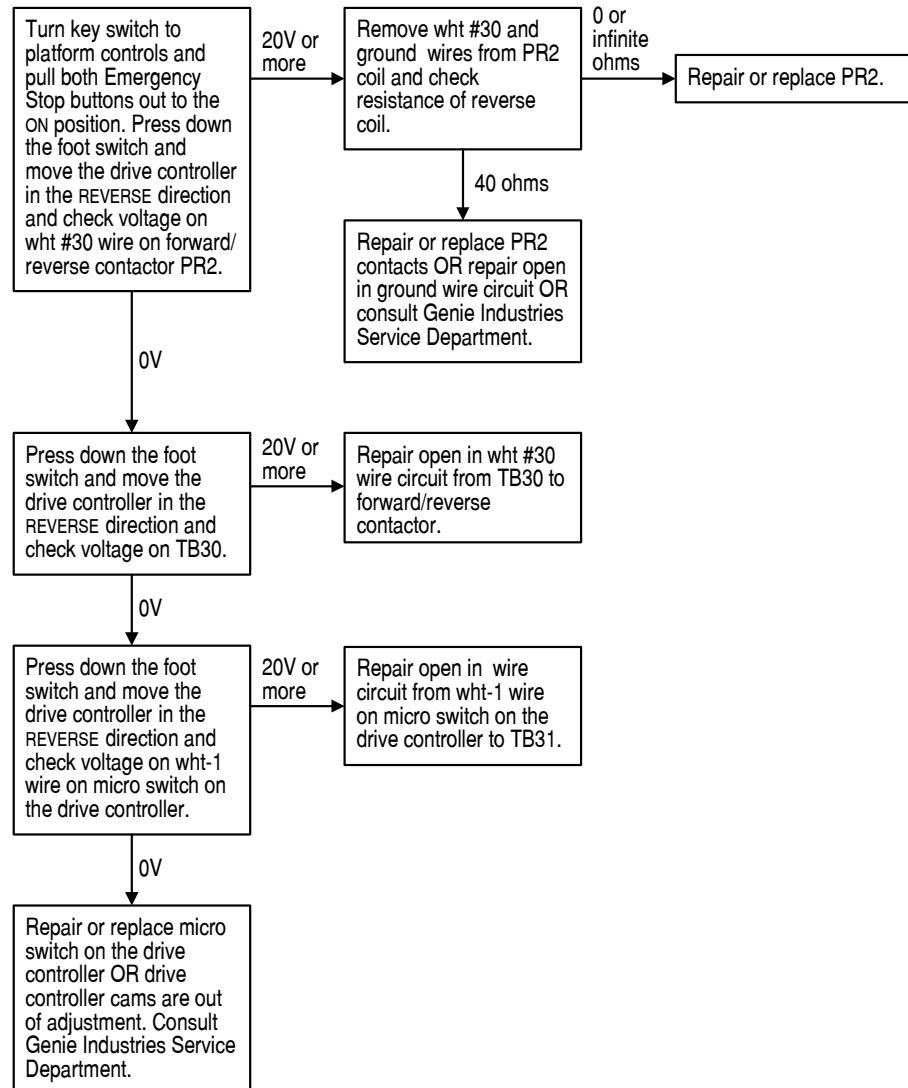 Turn key switch to
platform controls and
pull both Emergency
Stop buttons out to the
ON position. Press down
the foot switch and
move the drive controller
in the REVERSE direction
and check voltage on
wht #30 wire on forward/
reverse contactor PR2.
20V or
more
Remove wht #30 and
ground wires from PR2
coil and check
resistance of reverse
coil.
0 or
infinite
ohms
Repair or replace PR2.
40 ohms
Repair or replace PR2
contacts OR repair open
in ground wire circuit OR
consult Genie Industries
Service Department.
0V
Press down the foot
switch and move the
drive controller in the
REVERSE direction and
check voltage on TB30.
20V or
more
Repair open in wht #30
wire circuit from TB30 to
forward/reverse
contactor.
0V
Press down the foot
switch and move the
drive controller in the
REVERSE direction and
check voltage on wht-1
wire on micro switch on
the drive controller.
20V or
more
Repair open in wire
circuit from wht-1 wire
on micro switch on the
drive controller to TB31.
0V
Repair or replace micro
switch on the drive
controller OR drive
controller cams are out
of adjustment. Consult
Genie Industries Service
Department.